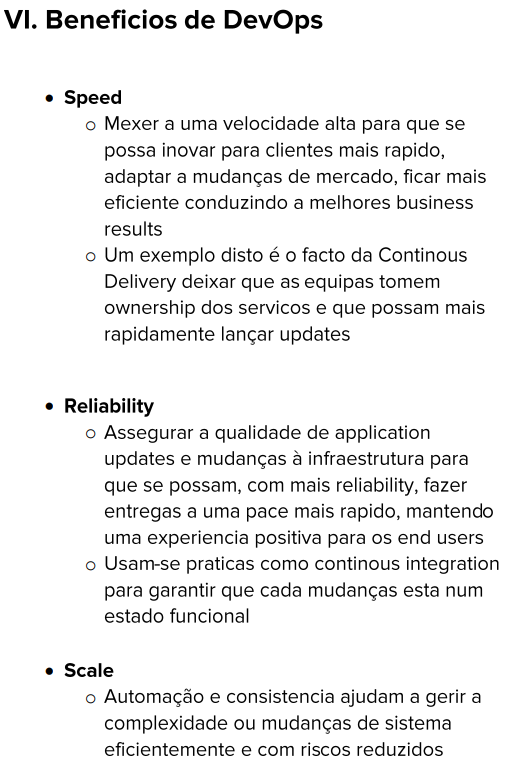 VI. Beneficios de DevOps
• Speed
○ Mexer a uma velocidade alta para que se
possa inovar para clientes mais rapido,
adaptar a mudanças de mercado, ficar mais
eficiente conduzindo a melhores business
results
○ Um exemplo disto é o facto da Continous
Delivery deixar que as equipas tomem
ownership dos servicos e que possam mais
rapidamente lançar updates
• Reliability
○ Assegurar a qualidade de application
updates e mudanças à infraestrutura para
que se possam, com mais reliability, fazer
entregas a uma pace mais rapido, mantendo
uma experiencia positiva para os end users
○ Usam-se praticas como continous integration
para garantir que cada mudanças esta num
estado funcional
• Scale
○ Automação e consistencia ajudam a gerir a
complexidade ou mudanças de sistema
eficientemente e com riscos reduzidos